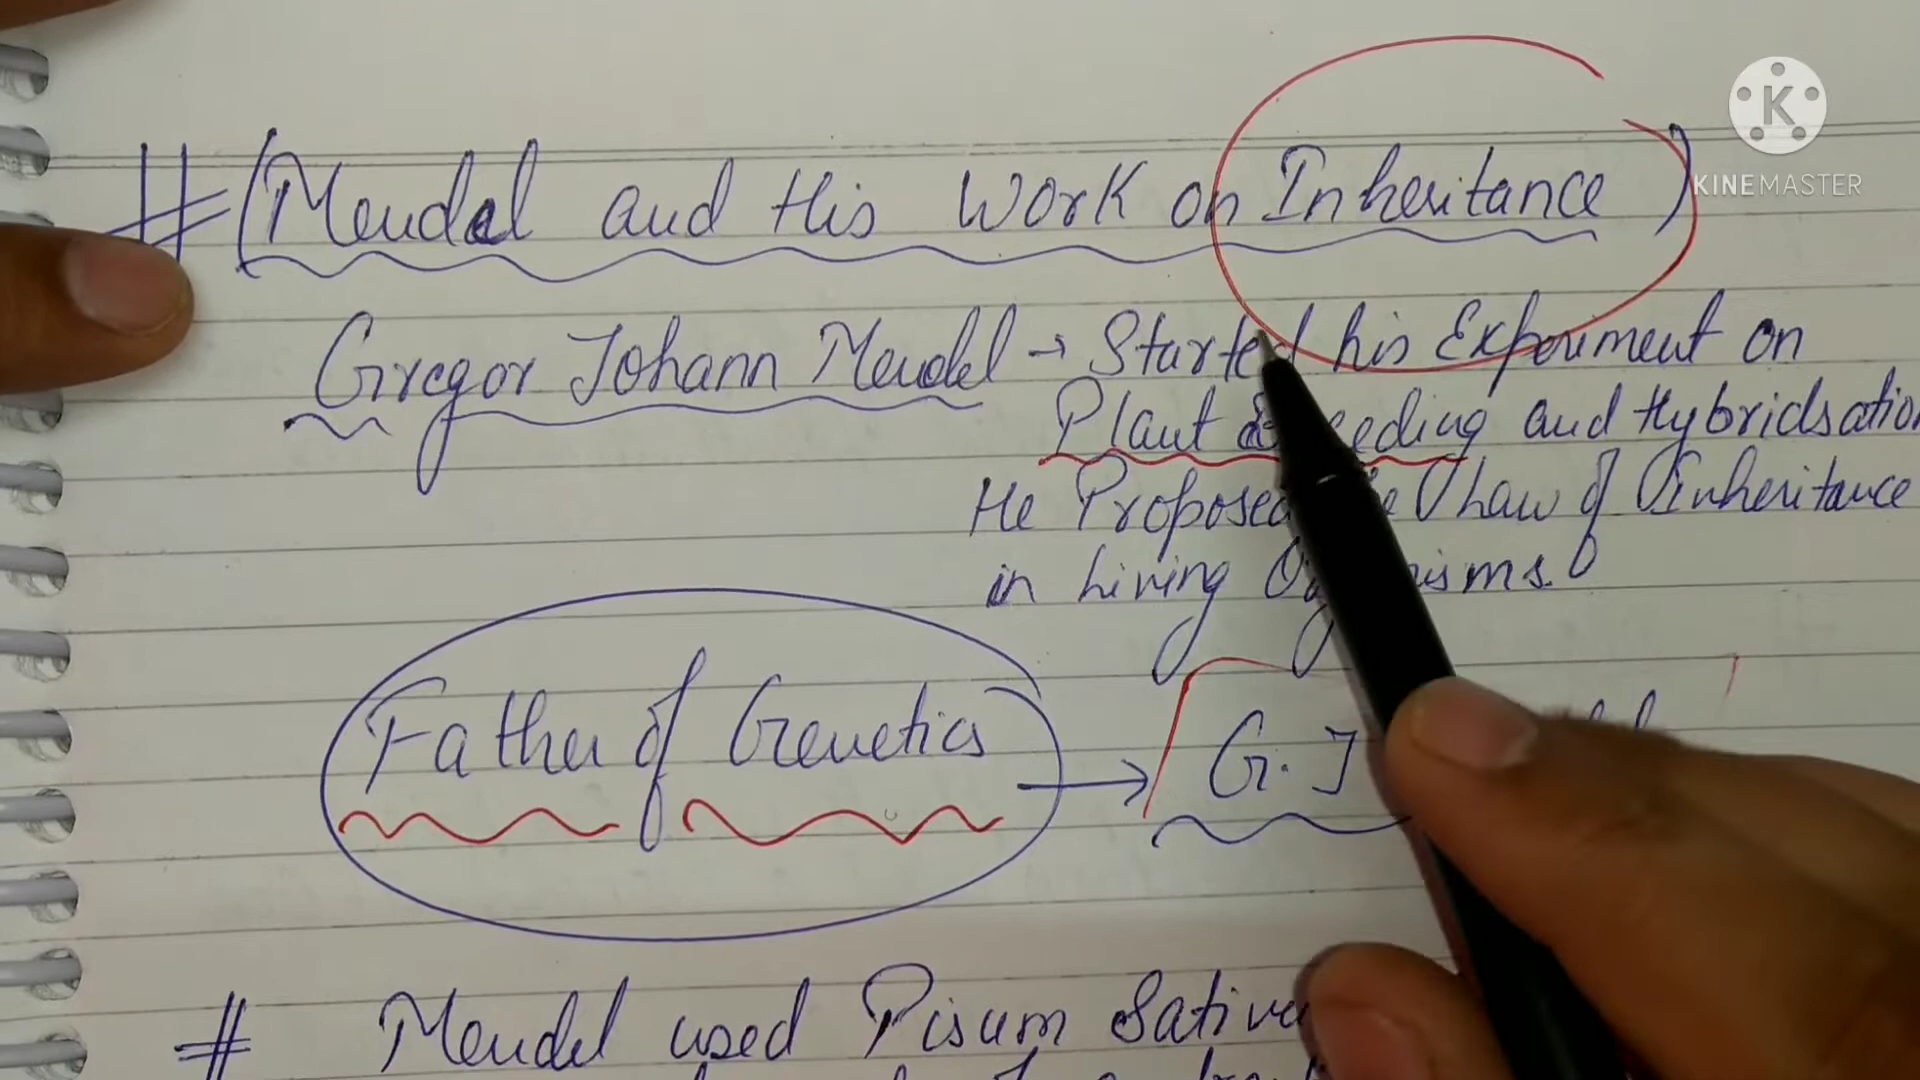 # (Mendal and His Work on Inheritance)
KINEMASTER
Gregor Johann Mendel → Started his Experiment on
Plant Breeding and Hybridsation
He Proposed the Law of Inheritance
in Living Organisms.
Father of Genetics → G. J
# Mendel used Pisum Sativa